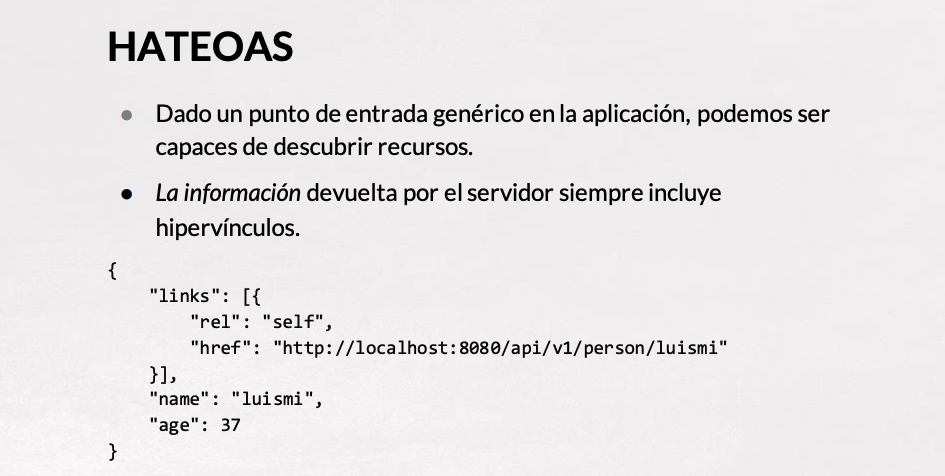 HATEOAS
● Dado un punto de entrada genérico en la aplicación, podemos ser
capaces de descubrir recursos.
● La información devuelta por el servidor siempre incluye
hipervínculos.
{
    "links": [{
        "rel": "self",
        "href": "http://localhost:8080/api/v1/person/luismi"
    }],
    "name": "luismi",
    "age": 37
}